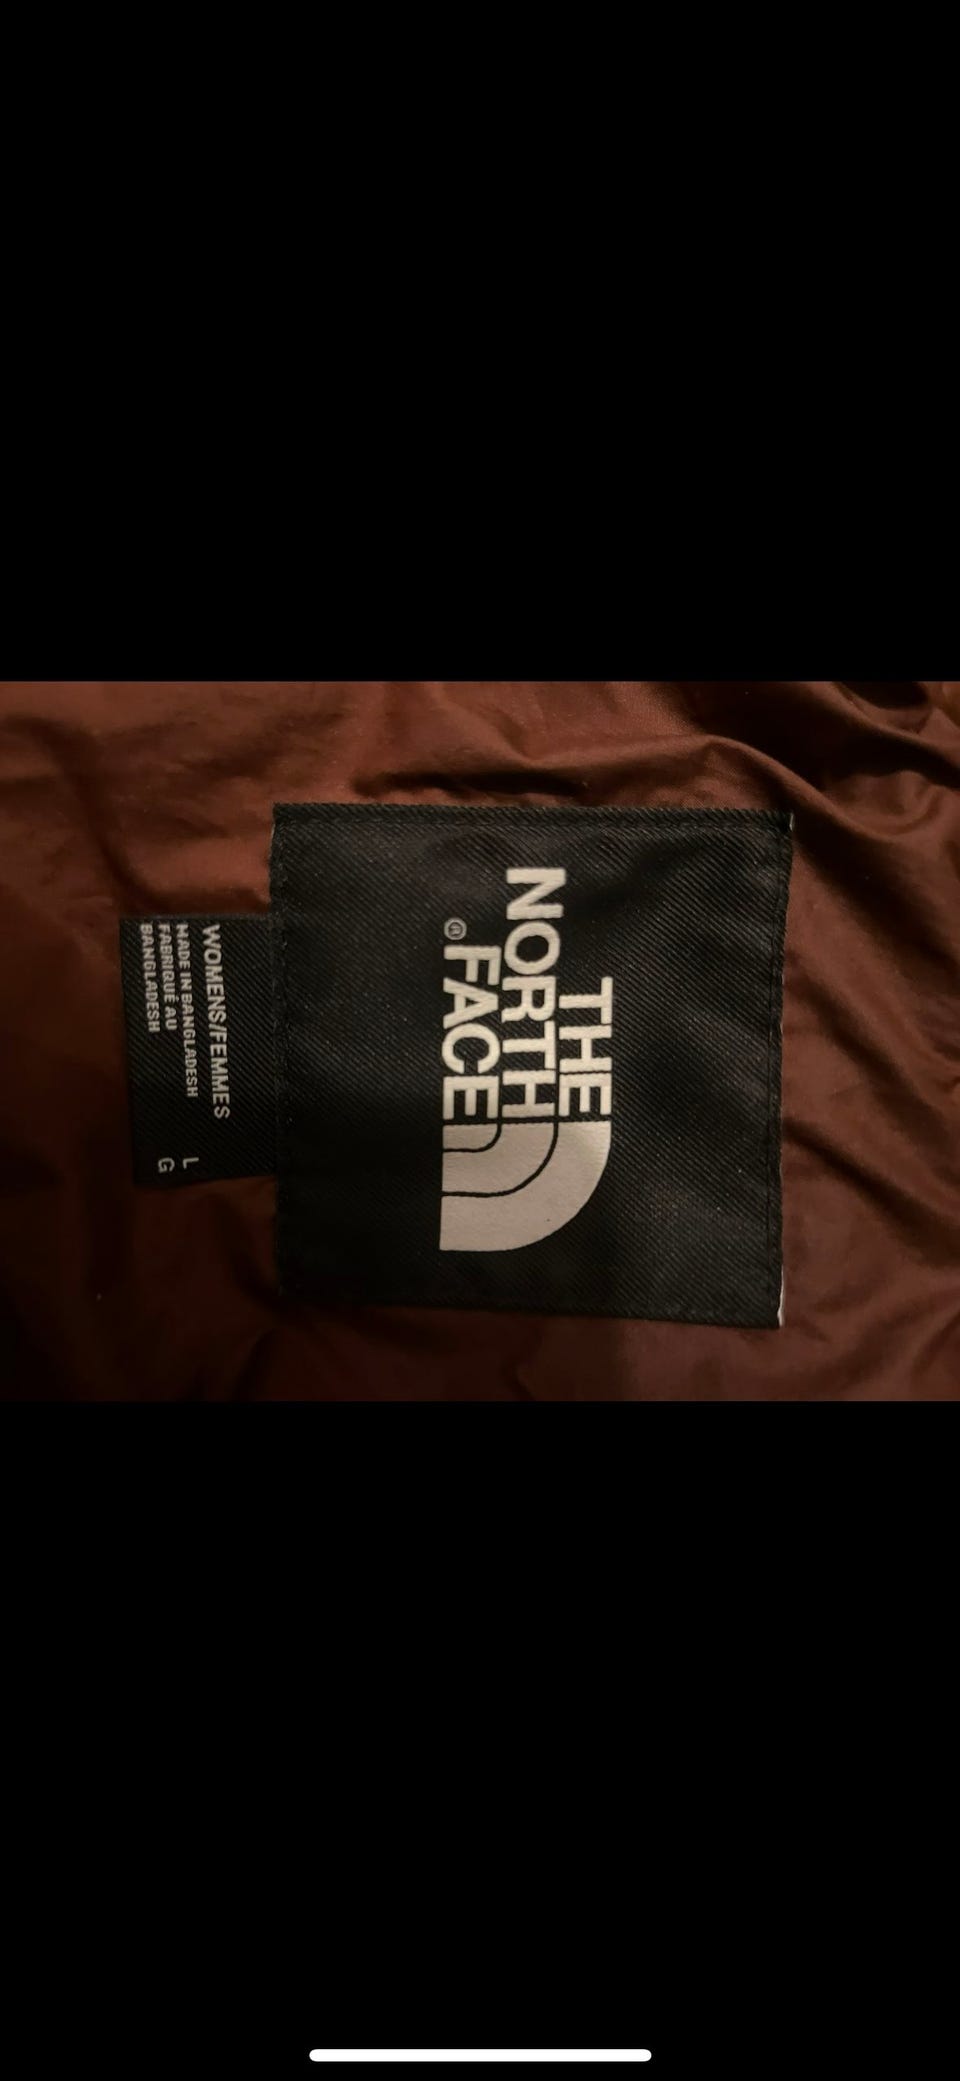 THE
NORTH
FACE®
WOMENS/FEMMES
MADE IN BANGLADESH L
FABRIQUÉ AU G
BANGLADESH